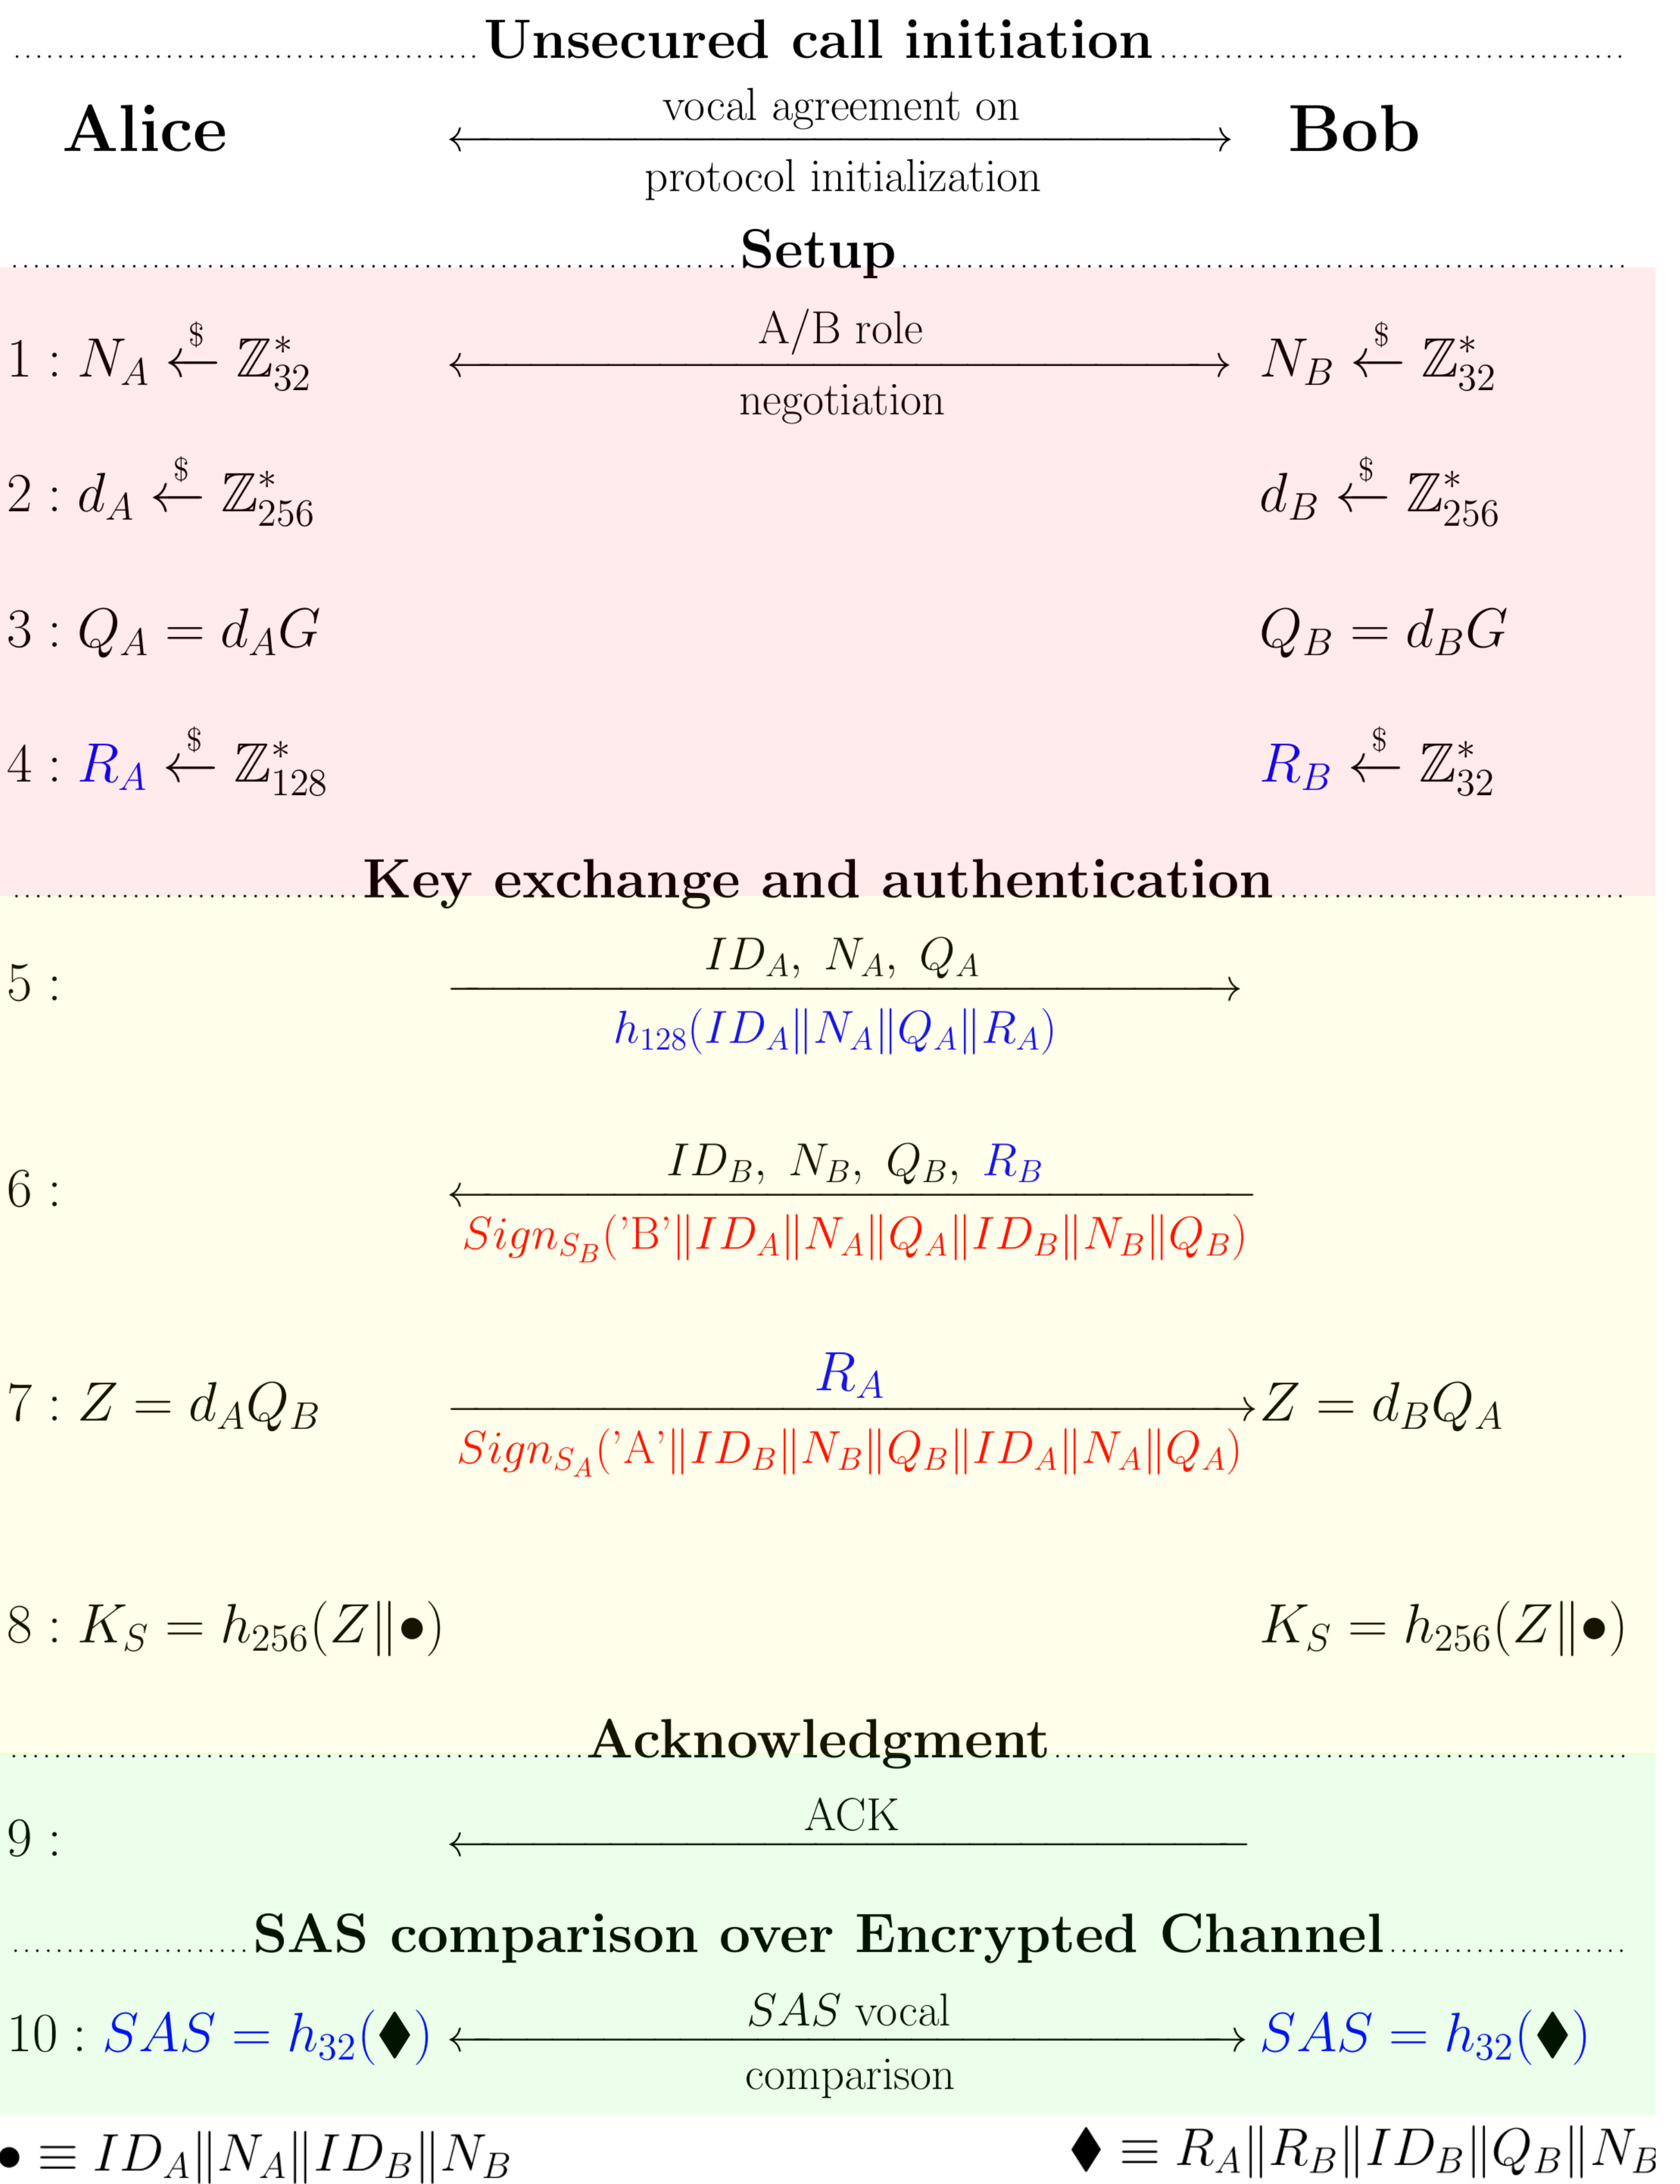 Unsecured call initiation
Alice vocal agreement on Bob
protocol initialization
Setup
1 : N_A ←$ ℤ*_32 A/B role N_B ←$ ℤ*_32
negotiation
2 : d_A ←$ ℤ*_256 d_B ←$ ℤ*_256
3 : Q_A = d_A G Q_B = d_B G
4 : R_A ←$ ℤ*_128 R_B ←$ ℤ*_32
Key exchange and authentication
5 : ID_A, N_A, Q_A
h_128(ID_A‖N_A‖Q_A‖R_A)
6 : ID_B, N_B, Q_B, R_B
Sign_{S_B}('B'‖ID_A‖N_A‖Q_A‖ID_B‖N_B‖Q_B)
7 : Z = d_A Q_B R_A Z = d_B Q_A
Sign_{S_A}('A'‖ID_B‖N_B‖Q_B‖ID_A‖N_A‖Q_A)
8 : K_S = h_256(Z‖•) K_S = h_256(Z‖•)
Acknowledgment
9 : ACK
SAS comparison over Encrypted Channel
10 : SAS = h_32(♦) SAS vocal SAS = h_32(♦)
comparison
• ≡ ID_A‖N_A‖ID_B‖N_B ♦ ≡ R_A‖R_B‖ID_B‖Q_B‖N_B